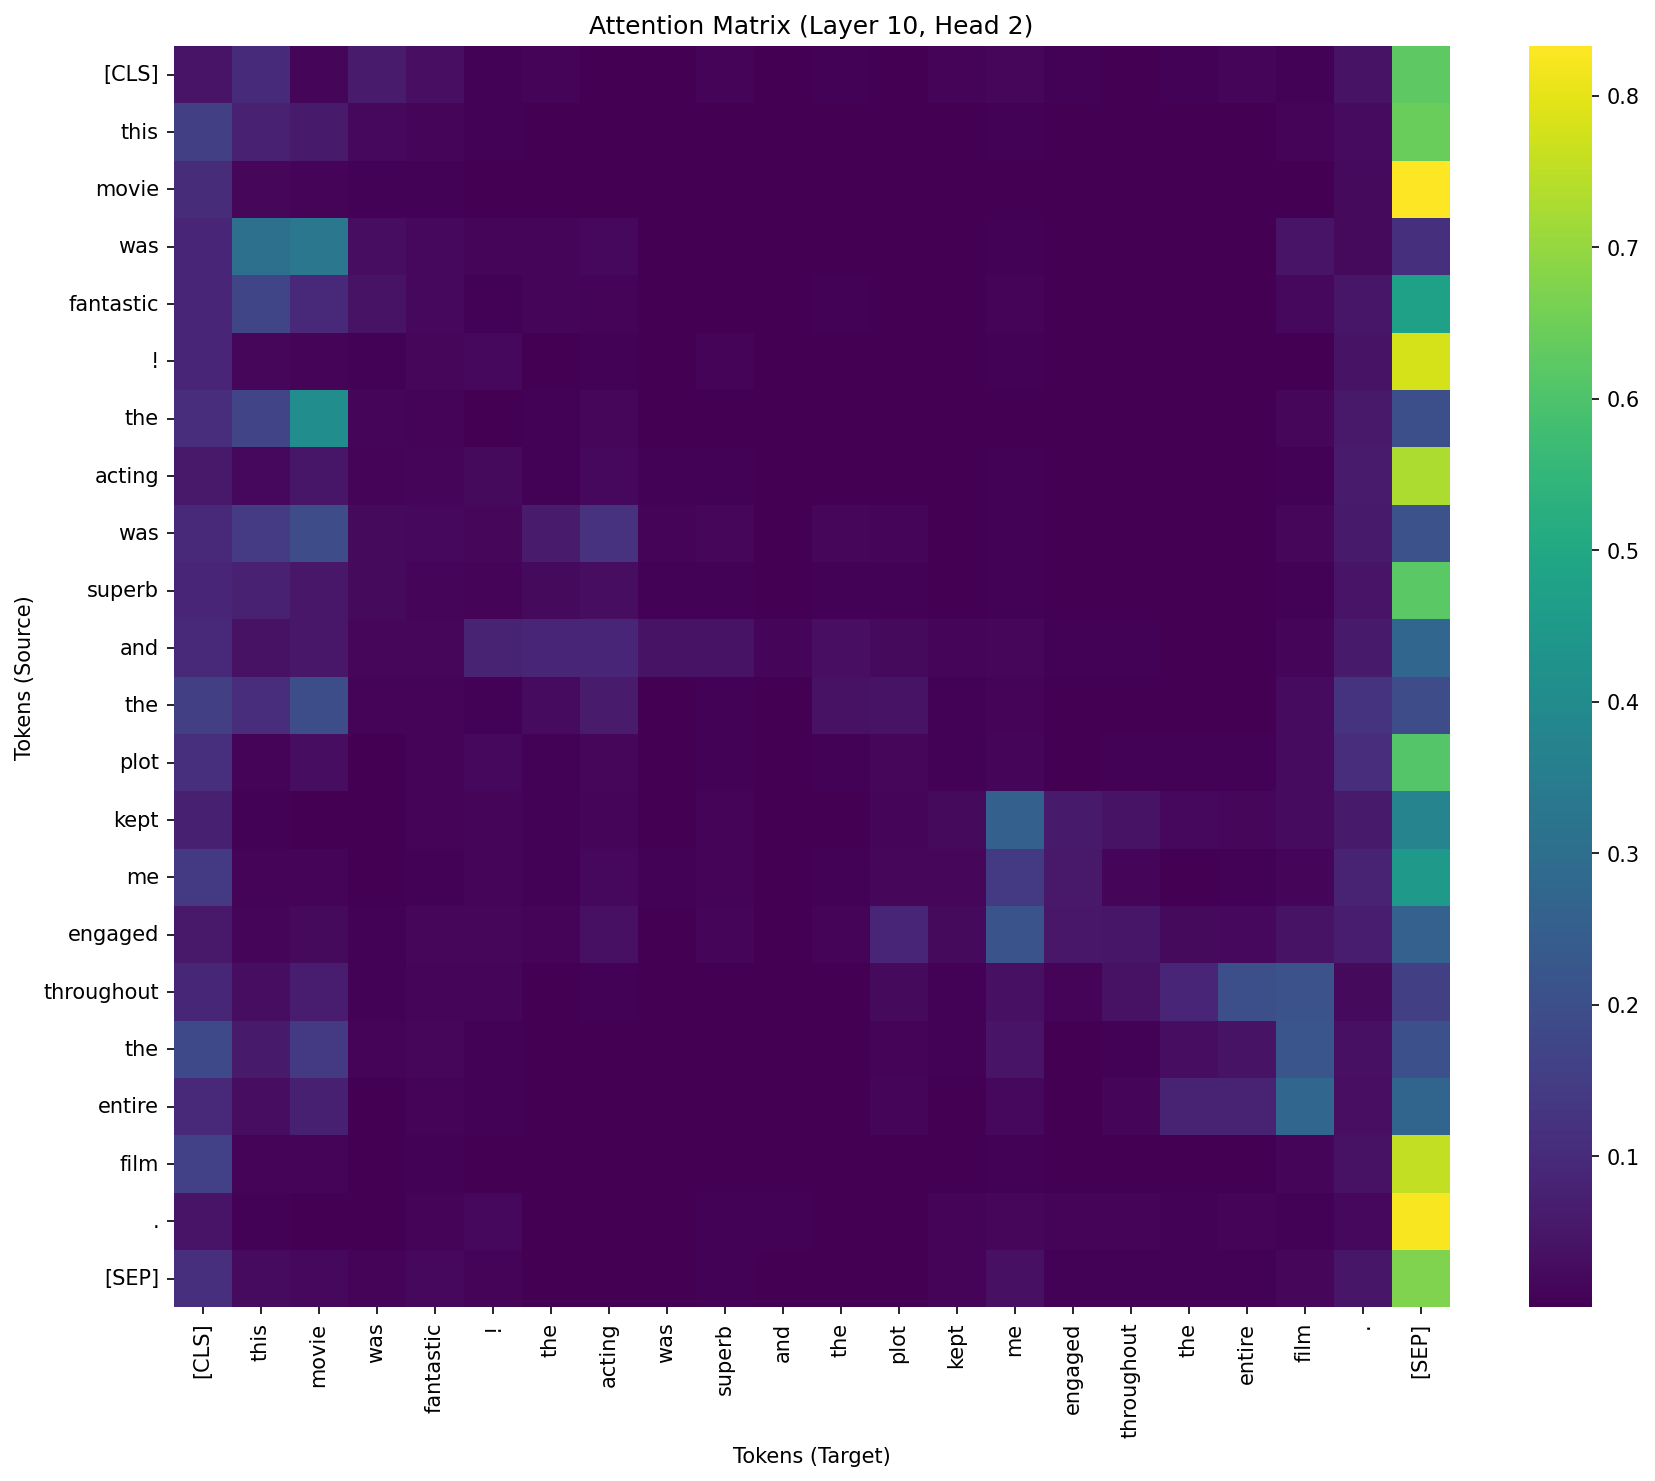 Attention Matrix (Layer 10, Head 2)
Tokens (Source)
[CLS]
this
movie
was
fantastic
!
the
acting
was
superb
and
the
plot
kept
me
engaged
throughout
the
entire
film
.
[SEP]
[CLS]
this
movie
was
fantastic
!
the
acting
was
superb
and
the
plot
kept
me
engaged
throughout
the
entire
film
.
[SEP]
Tokens (Target)
0.8
0.7
0.6
0.5
0.4
0.3
0.2
0.1